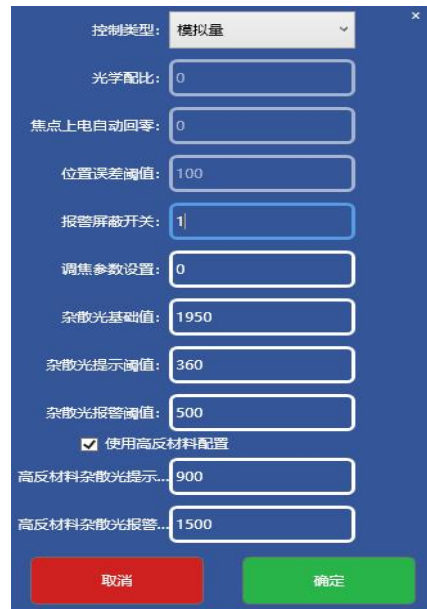 ×
控制类型: 模拟量
光学配比: 0
焦点上电自动回零: 0
位置误差阈值: 100
报警屏蔽开关: 1
调焦参数设置: 0
杂散光基础值: 1950
杂散光提示阈值: 360
杂散光报警阈值: 500
使用高反材料配置
高反材料杂散光提示... 900
高反材料杂散光报警... 1500
取消 确定